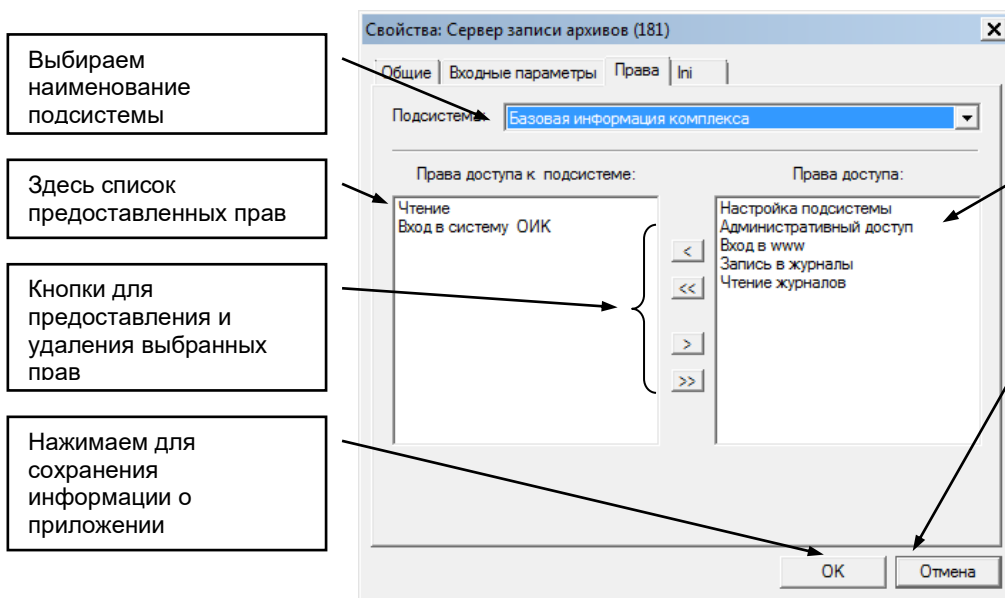 Выбираем
наименование
подсистемы
Здесь список
предоставленных прав
Кнопки для
предоставления и
удаления выбранных
прав
Нажимаем для
сохранения
информации о
приложении
Свойства: Сервер записи архивов (181)
Общие Входные параметры Права Ini
Подсистема: Базовая информация комплекса
Права доступа к подсистеме: Права доступа:
Чтение
Вход в систему ОИК
Настройка подсистемы
Административный доступ
Вход в www
Запись в журналы
Чтение журналов
<
<<
>
>>
OK Отмена